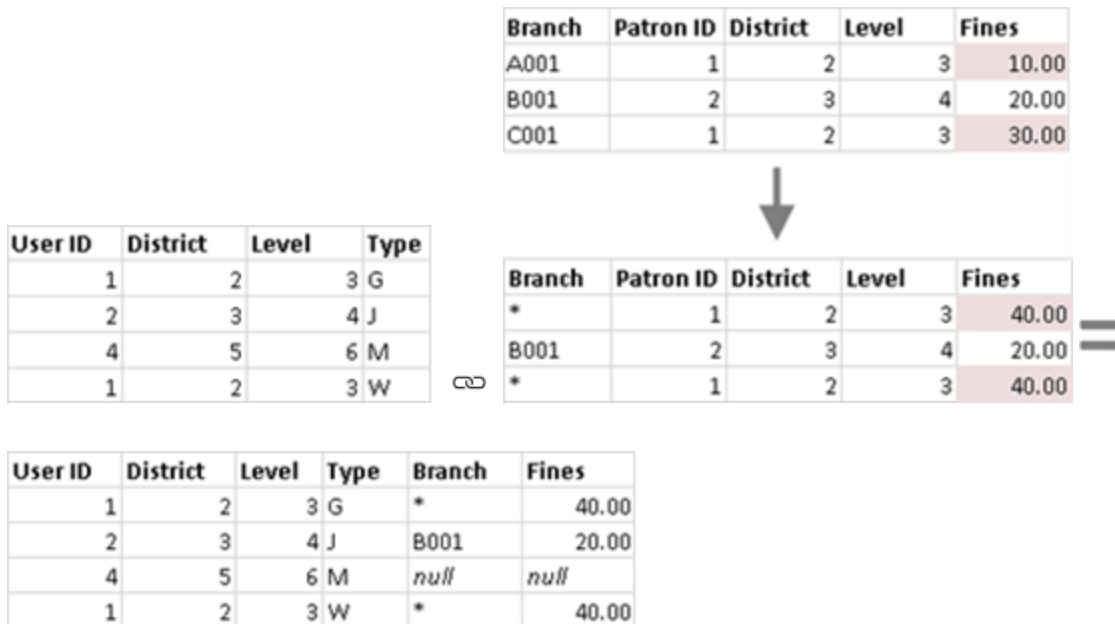 Branch Patron ID District Level Fines
A001 1 2 3 10.00
B001 2 3 4 20.00
C001 1 2 3 30.00
User ID District Level Type
1 2 3 G
2 3 4 J
4 5 6 M
1 2 3 W
Branch Patron ID District Level Fines
* 1 2 3 40.00
B001 2 3 4 20.00
* 1 2 3 40.00
User ID District Level Type Branch Fines
1 2 3 G * 40.00
2 3 4 J B001 20.00
4 5 6 M null null
1 2 3 W * 40.00